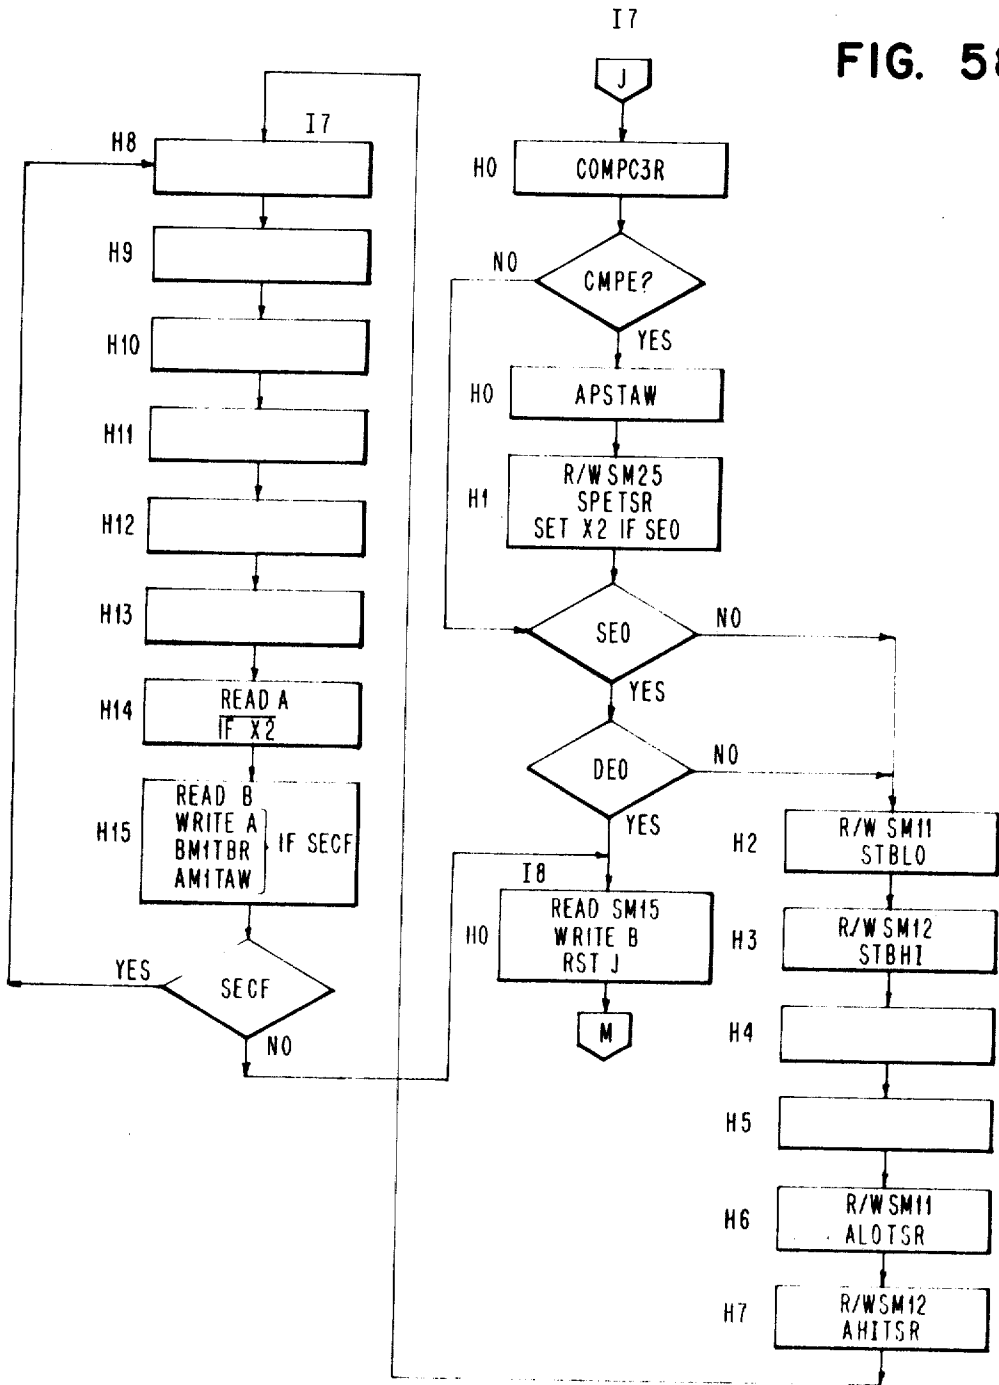 I7
FIG. 58
J
I7
H8
H0
COMPC3R
H9
NO
CMPE?
YES
H10
H0
APSTAW
H11
H1
R/WSM25
SPETSR
SET X2 IF SEO
H12
H13
SEO
NO
YES
H14
READ A
IF X2
DEO
NO
YES
H15
READ B
WRITE A
BM1TBR
AM1TAW
IF SECF
H2
R/W SM11
STBLO
I8
H0
READ SM15
WRITE B
RST J
H3
R/WSM12
STBHI
YES
SECF
NO
M
H4
H5
H6
R/WSM11
ALOTSR
H7
R/WSM12
AHITSR